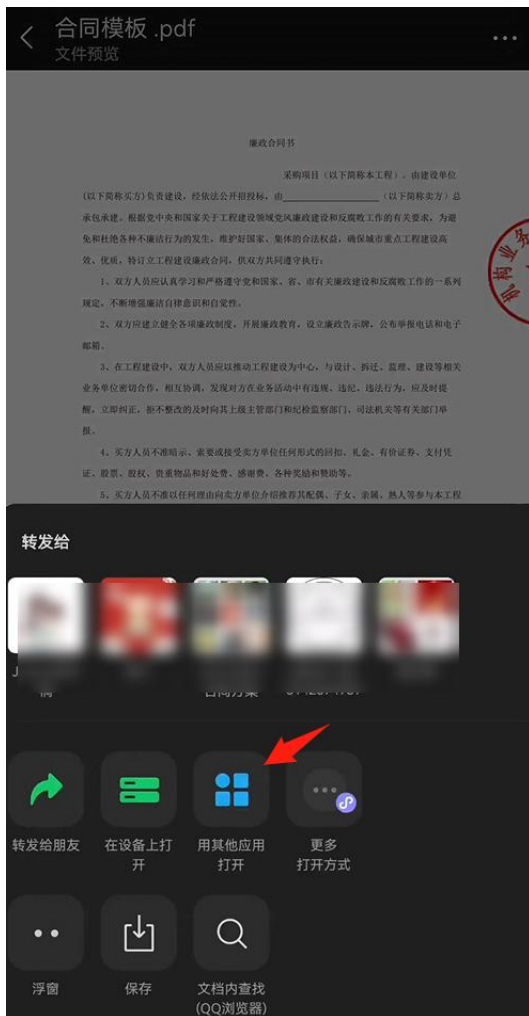 合同模板 .pdf
文件预览
廉政合同书
采购项目（以下简称本工程）。由建设单位
(以下简称买方)负责建设，经依法公开招投标，由（以下简称卖方）总
承包承建。根据党中央和国家关于工程建设领域党风廉政建设和反腐败工作的有关要求，为避
免和杜绝各种不廉洁行为的发生，维护好国家、集体的合法权益，确保城市重点工程建设高
效、优质，特订立工程建设廉政合同，供双方共同遵守执行：
1、双方人员应认真学习和严格遵守党和国家、省、市有关廉政建设和反腐败工作的一系列
规定，不断增强廉洁自律意识和自觉性。
2、双方应建立健全各项廉政制度，开展廉政教育，设立廉政告示牌，公布举报电话和电子
邮箱。
3、在工程建设中，双方人员应以推动工程建设为中心，与设计、拆迁、监理、建设等相关
业务单位密切合作，相互协调，发现对方在业务活动中有违规、违纪、违法行为，应及时提
醒，立即纠正，拒不整改的及时向其上级主管部门和纪检监察部门、司法机关等有关部门举
报。
4、买方人员不准暗示、索要或接受卖方单位任何形式的回扣、礼金、有价证券、支付凭
证、股票、股权、贵重物品和好处费、感谢费、各种奖励和赞助等。
5、买方人员不准以任何理由向卖方单位介绍推荐其配偶、子女、亲属、熟人等参与本工程
机构业务
转发给
转发给朋友
在设备上打
开
用其他应用
打开
更多
打开方式
浮窗
保存
文档内查找
(QQ浏览器)